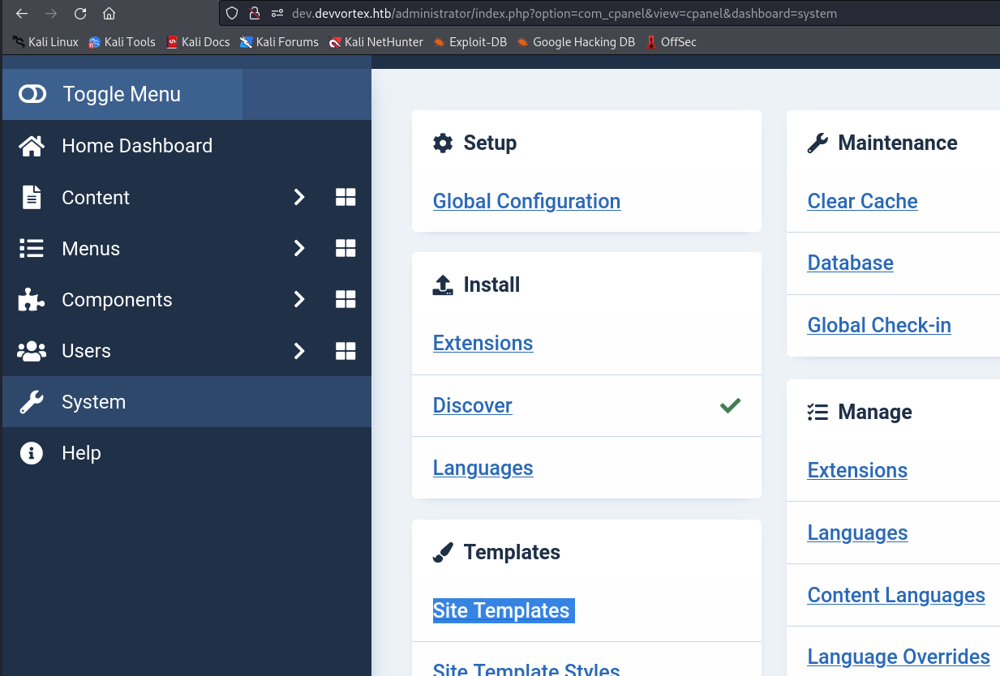 dev.devvortex.htb/administrator/index.php?option=com_cpanel&view=cpanel&dashboard=system
Kali Linux Kali Tools Kali Docs Kali Forums Kali NetHunter Exploit-DB Google Hacking DB OffSec
Toggle Menu
Home Dashboard
Content
Menus
Components
Users
System
Help
Setup
Global Configuration
Install
Extensions
Discover
Languages
Templates
Site Templates
Site Template Styles
Maintenance
Clear Cache
Database
Global Check-in
Manage
Extensions
Languages
Content Languages
Language Overrides